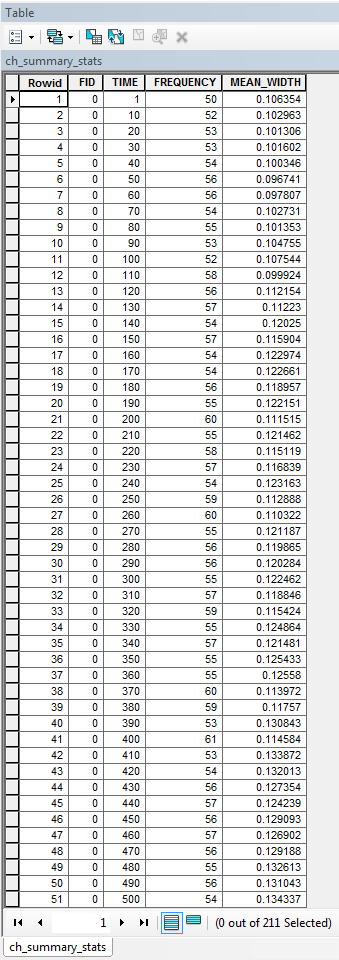 Table
ch_summary_stats
Rowid FID TIME FREQUENCY MEAN_WIDTH
1 0 1 50 0.106354
2 0 10 52 0.102963
3 0 20 53 0.101306
4 0 30 53 0.101602
5 0 40 54 0.100346
6 0 50 56 0.096741
7 0 60 56 0.097807
8 0 70 54 0.102731
9 0 80 55 0.101353
10 0 90 53 0.104755
11 0 100 52 0.107544
12 0 110 58 0.099924
13 0 120 56 0.112154
14 0 130 57 0.11223
15 0 140 54 0.12025
16 0 150 57 0.115904
17 0 160 54 0.122974
18 0 170 54 0.122661
19 0 180 56 0.118957
20 0 190 55 0.122151
21 0 200 60 0.111515
22 0 210 55 0.121462
23 0 220 58 0.115119
24 0 230 57 0.116839
25 0 240 54 0.123163
26 0 250 59 0.112888
27 0 260 60 0.110322
28 0 270 55 0.121187
29 0 280 56 0.119865
30 0 290 56 0.120284
31 0 300 55 0.122462
32 0 310 57 0.118846
33 0 320 59 0.115424
34 0 330 55 0.124864
35 0 340 57 0.121481
36 0 350 55 0.125433
37 0 360 55 0.12558
38 0 370 60 0.113972
39 0 380 59 0.11757
40 0 390 53 0.130843
41 0 400 61 0.114584
42 0 410 53 0.133872
43 0 420 54 0.132013
44 0 430 56 0.127354
45 0 440 57 0.124239
46 0 450 56 0.129093
47 0 460 57 0.126902
48 0 470 56 0.129188
49 0 480 55 0.132613
50 0 490 56 0.131043
51 0 500 54 0.134337
1 (0 out of 211 Selected)
ch_summary_stats